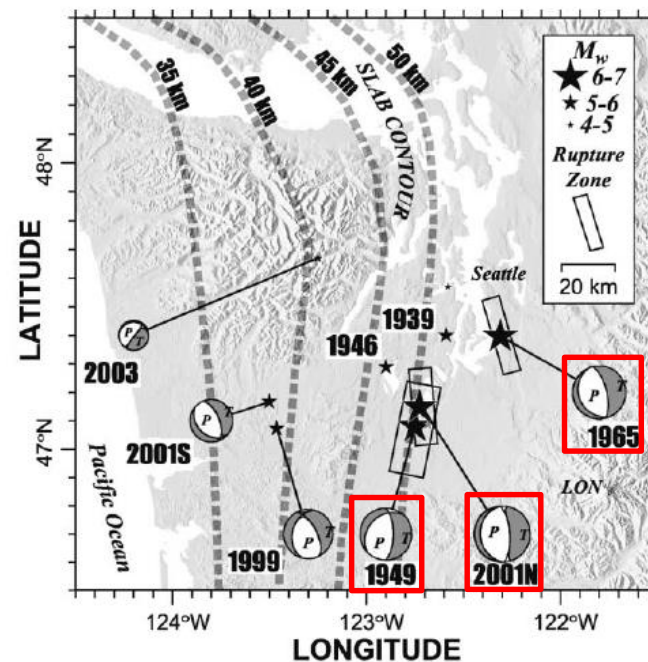 35 km
40 km
45 km
50 km
SLAB CONTOUR
Mw
6-7
5-6
4-5
Rupture
Zone
20 km
48°N
LATITUDE
Seattle
1939
1946
P
T
2003
P
T
2001S
P
T
1965
47°N
Pacific Ocean
LON
P
T
1999
P
T
1949
P
T
2001N
124°W
123°W
122°W
LONGITUDE